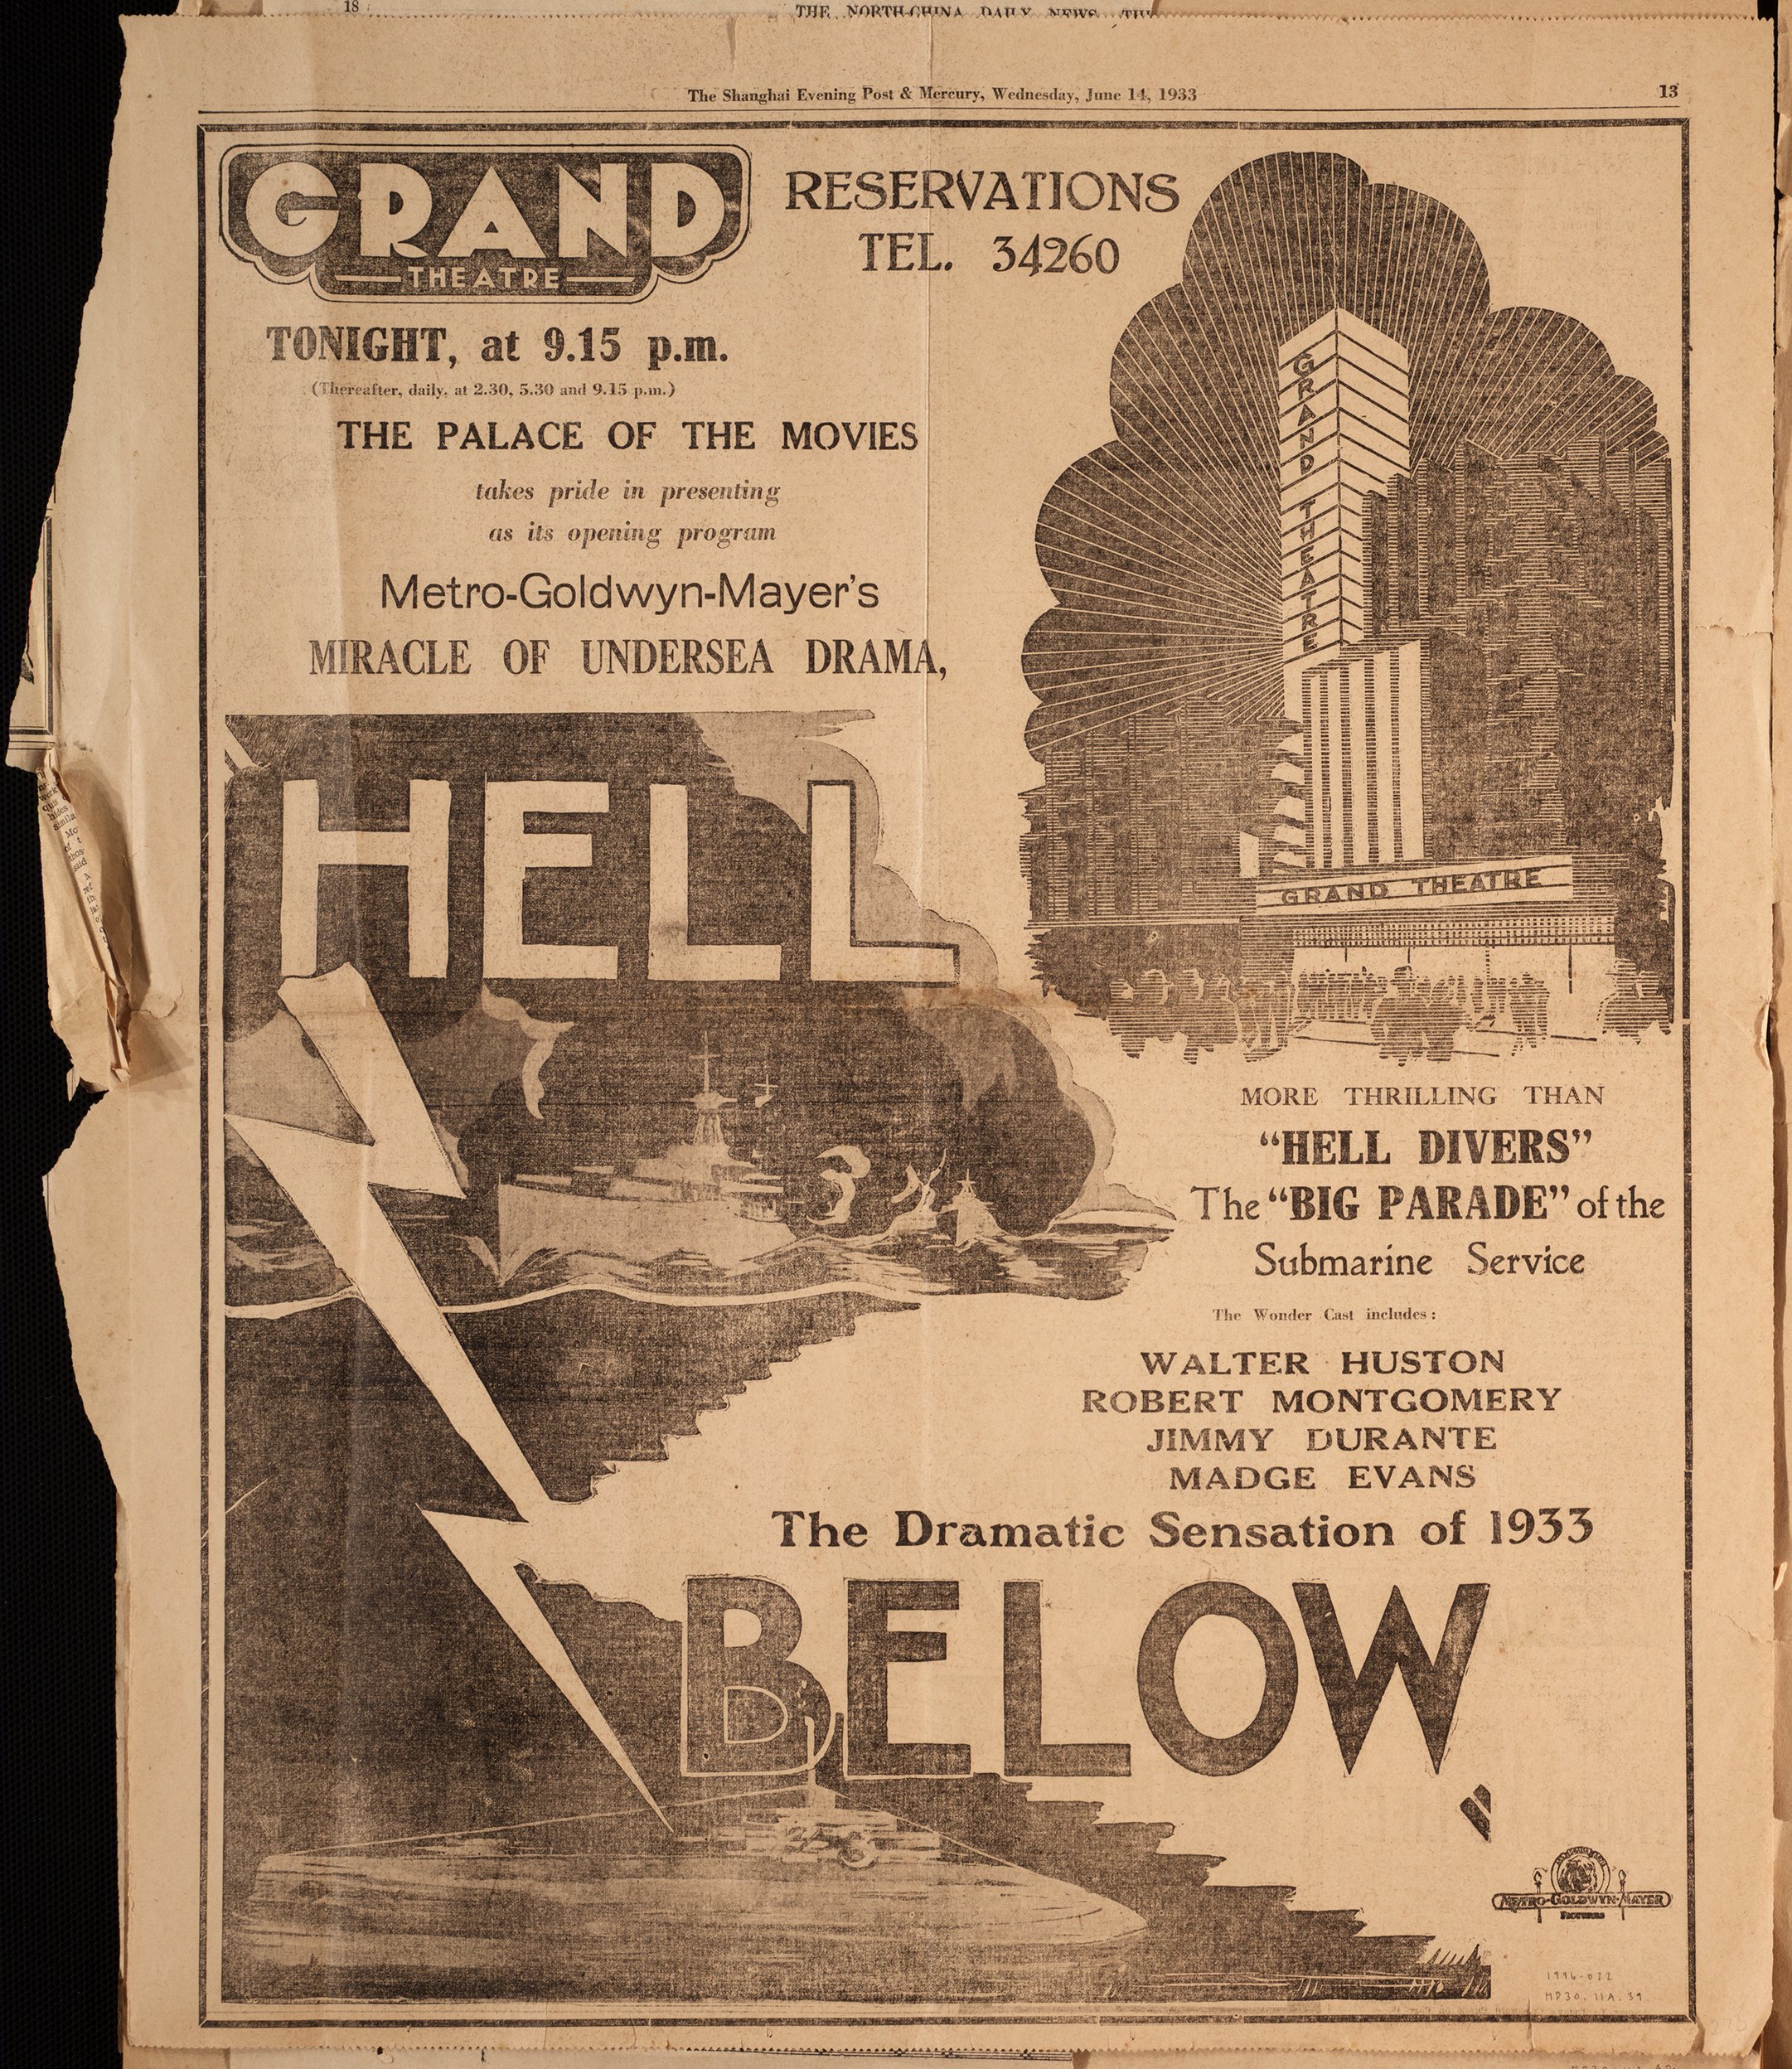 18
THE NORTH-CHINA DAILY NEWS
The Shanghai Evening Post & Mercury, Wednesday, June 14, 1933
13
GRAND
THEATRE
RESERVATIONS
TEL. 34260
TONIGHT, at 9.15 p.m.
(Thereafter, daily, at 2.30, 5.30 and 9.15 p.m.)
THE PALACE OF THE MOVIES
takes pride in presenting
as its opening program
Metro-Goldwyn-Mayer's
MIRACLE OF UNDERSEA DRAMA,
GRAND THEATRE
GRAND THEATRE
HELL
MORE THRILLING THAN
"HELL DIVERS"
The "BIG PARADE" of the
Submarine Service
The Wonder Cast includes:
WALTER HUSTON
ROBERT MONTGOMERY
JIMMY DURANTE
MADGE EVANS
The Dramatic Sensation of 1933
BELOW
METRO-GOLDWYN-MAYER
PICTURES
1996-022
MP30.11A.39